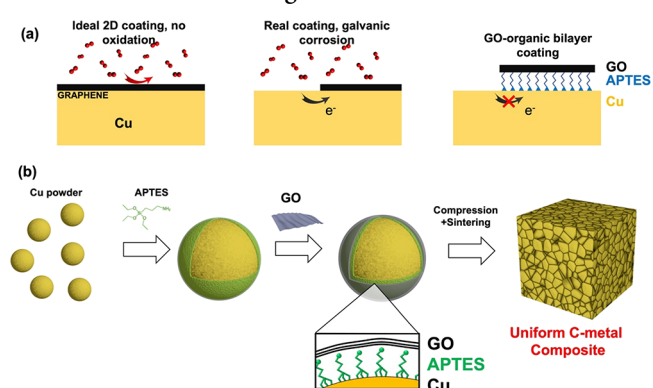 (a)
Ideal 2D coating, no
oxidation
GRAPHENE
Cu
Real coating, galvanic
corrosion
e-
GO-organic bilayer
coating
GO
APTES
Cu
e-
(b)
Cu powder
APTES
GO
Compression
+Sintering
Uniform C-metal
Composite
GO
APTES
Cu